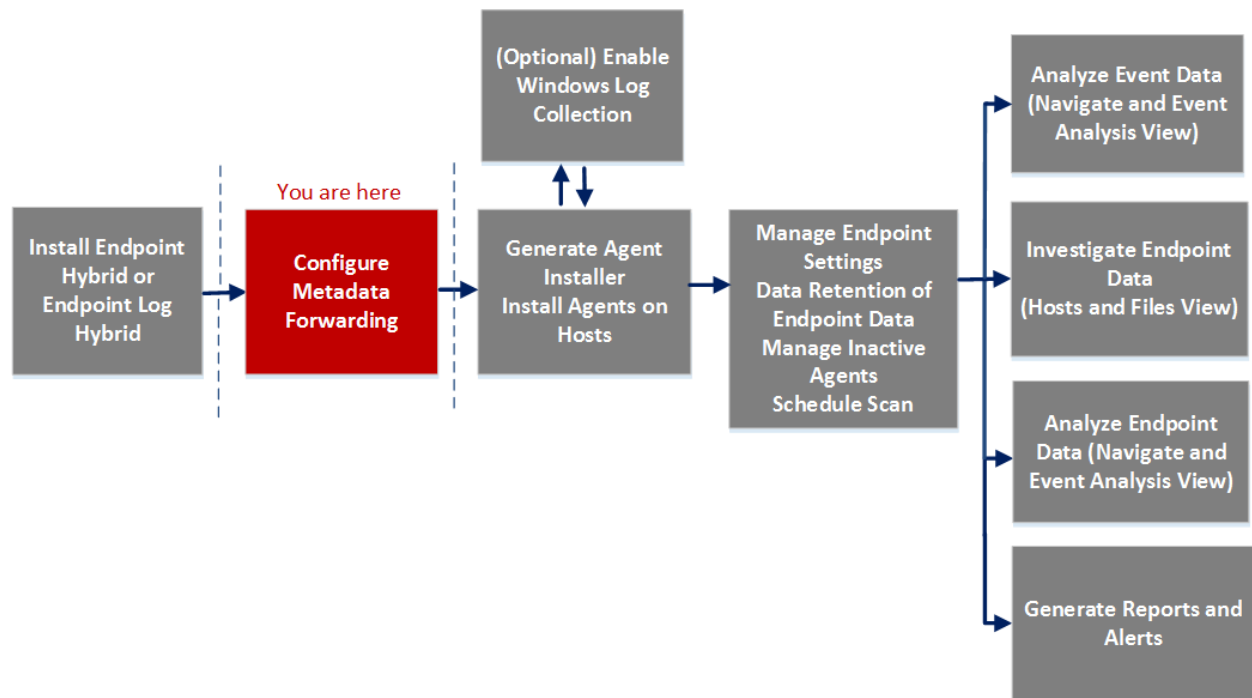 (Optional) Enable
Windows Log
Collection
Analyze Event Data
(Navigate and Event
Analysis View)
You are here
Install Endpoint
Hybrid or
Endpoint Log
Hybrid
Configure
Metadata
Forwarding
Generate Agent
Installer
Install Agents on
Hosts
Manage Endpoint
Settings
Data Retention of
Endpoint Data
Manage Inactive
Agents
Schedule Scan
Investigate Endpoint
Data
(Hosts and Files View)
Analyze Endpoint
Data (Navigate and
Event Analysis View)
Generate Reports and
Alerts